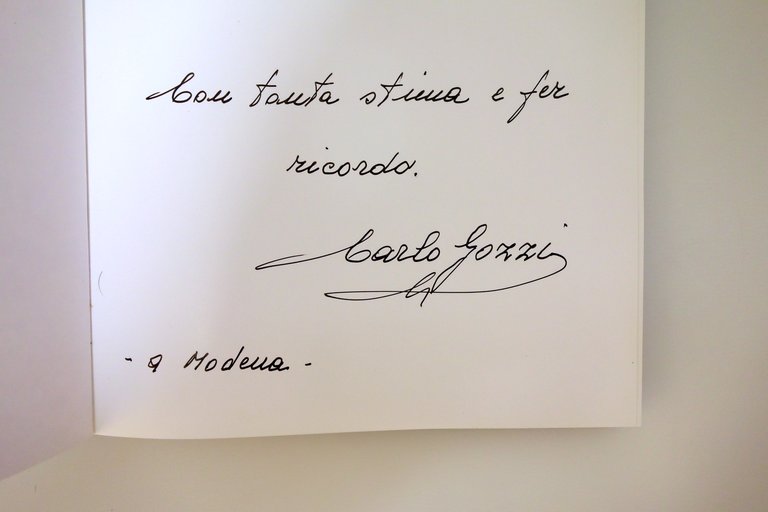 Con tanta stima e per
ricordo.
Carlo Gozzi
- a Modena -